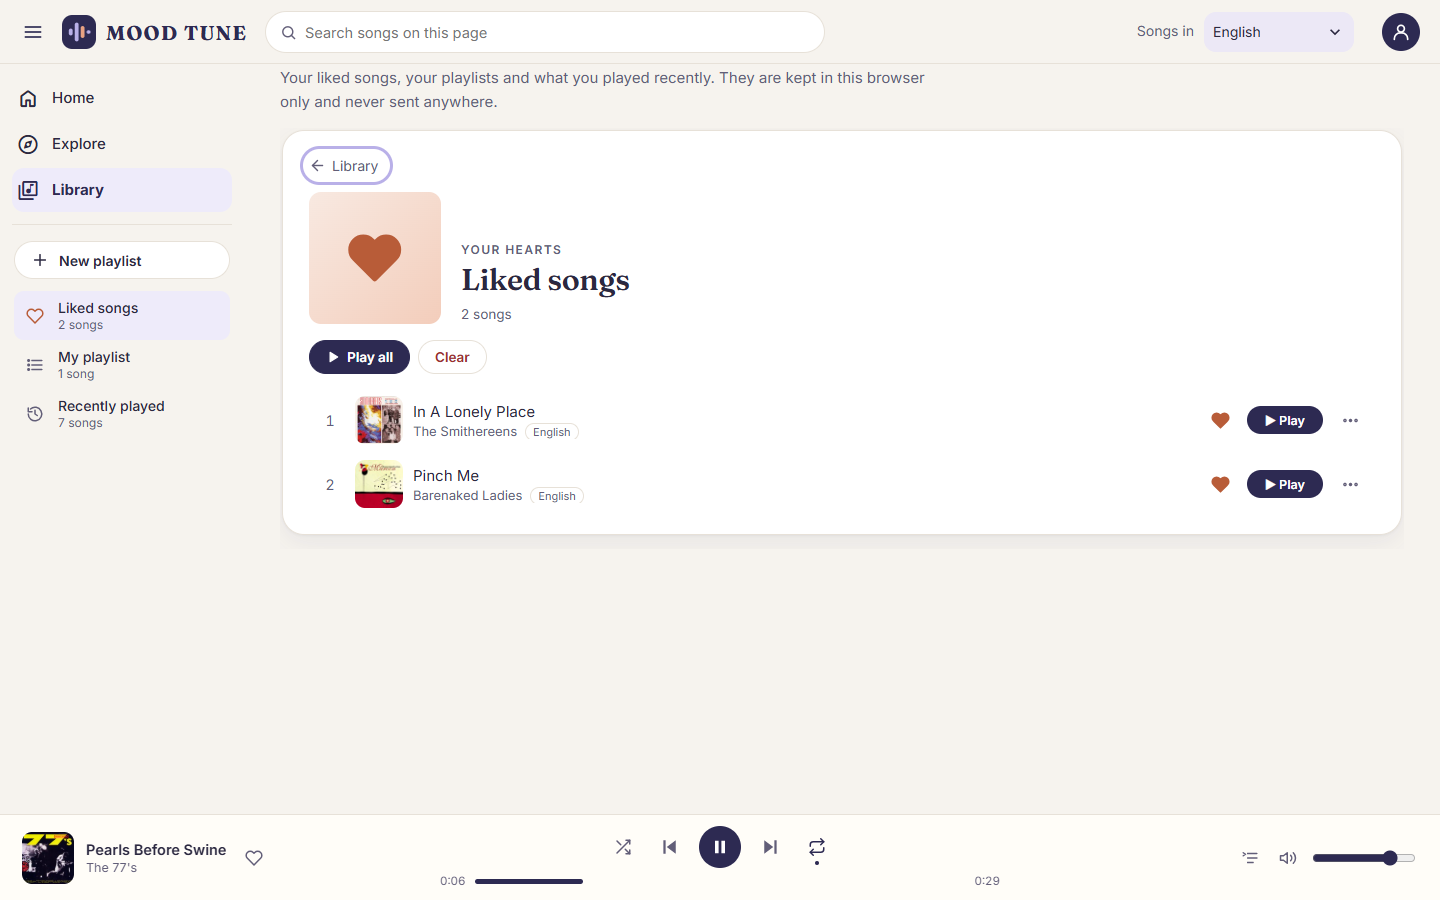 MOOD TUNE
Search songs on this page
Songs in
English
Home
Explore
Library
New playlist
Liked songs
2 songs
My playlist
1 song
Recently played
7 songs
Your liked songs, your playlists and what you played recently. They are kept in this browser
only and never sent anywhere.
Library
YOUR HEARTS
Liked songs
2 songs
Play all
Clear
1
In A Lonely Place
The Smithereens
English
Play
2
Pinch Me
Barenaked Ladies
English
Play
77's
Pearls Before Swine
The 77's
0:06
0:29